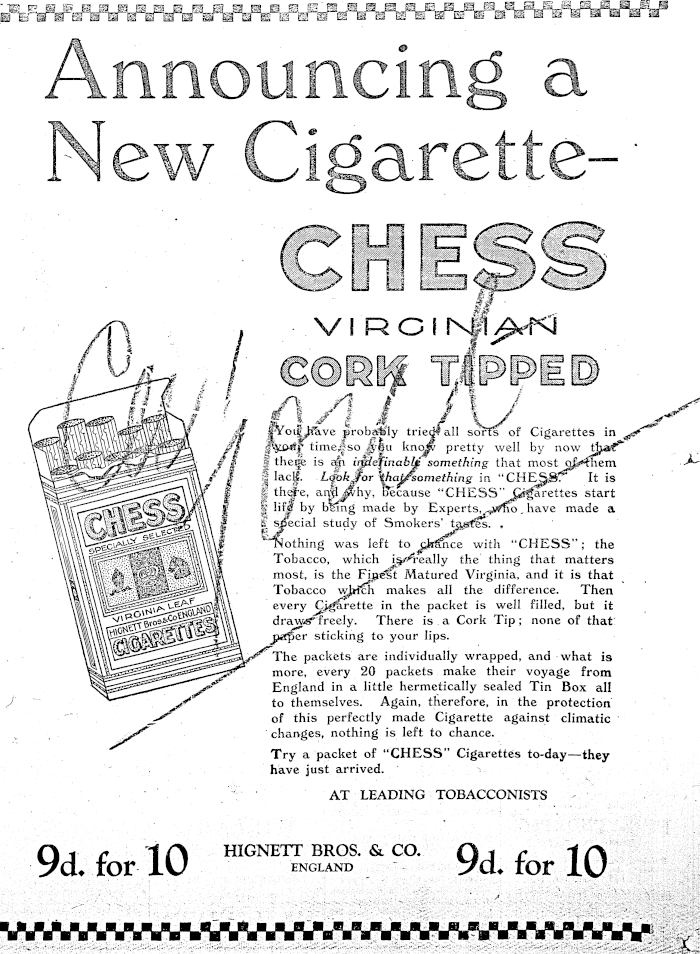 Announcing a
New Cigarette—
CHESS
VIRGINIAN
CORK TIPPED
You have probably tried all sorts of Cigarettes in
your time, so you know pretty well by now that
there is an indefinable something that most of them
lack. Look for that something in “CHESS.” It is
there, and why, because “CHESS” Cigarettes start
life by being made by Experts, who have made a
special study of Smokers' tastes.
Nothing was left to chance with “CHESS”; the
Tobacco, which is really the thing that matters
most, is the Finest Matured Virginia, and it is that
Tobacco which makes all the difference. Then
every Cigarette in the packet is well filled, but it
draws freely. There is a Cork Tip; none of that
paper sticking to your lips.
The packets are individually wrapped, and what is
more, every 20 packets make their voyage from
England in a little hermetically sealed Tin Box all
to themselves. Again, therefore, in the protection
of this perfectly made Cigarette against climatic
changes, nothing is left to chance.
Try a packet of “CHESS” Cigarettes to-day—they
have just arrived.
AT LEADING TOBACCONISTS
CHESS
SPECIALLY SELECTED
VIRGINIA LEAF
HIGNETT Bros & Co ENGLAND
CIGARETTES
9d. for 10
HIGNETT BROS. & CO.
ENGLAND
9d. for 10